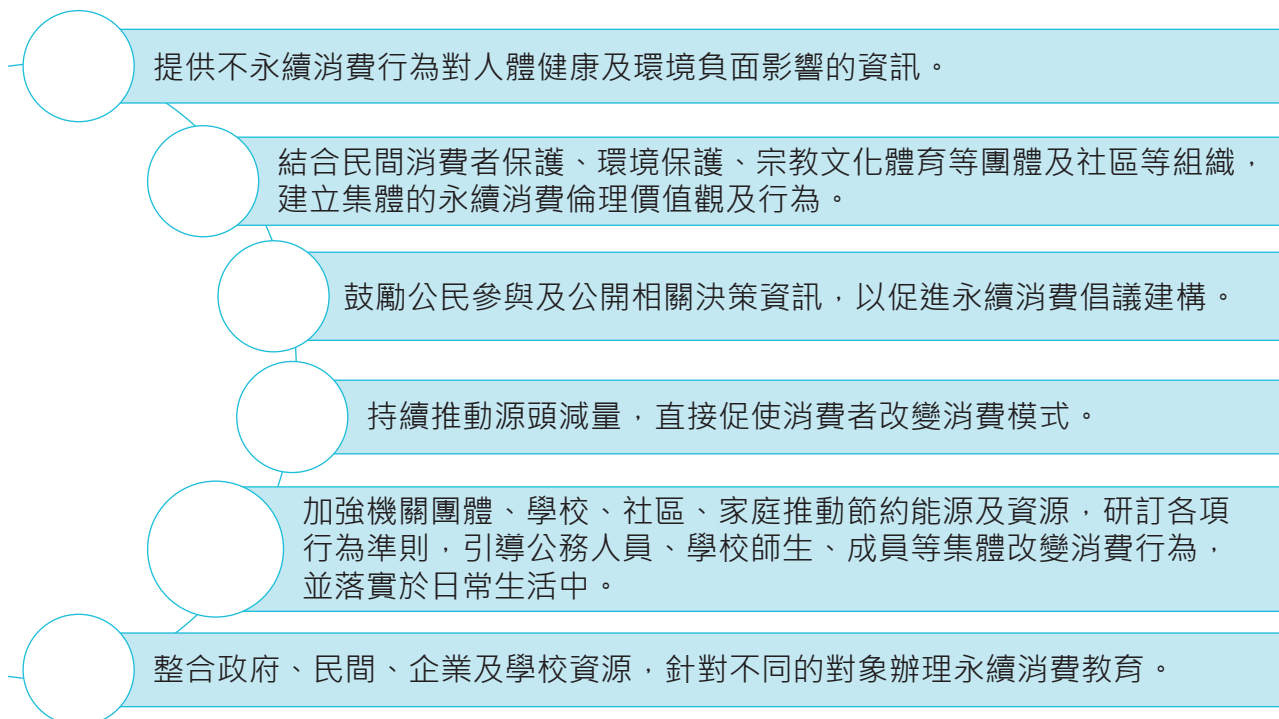 提供不永續消費行為對人體健康及環境負面影響的資訊。
結合民間消費者保護、環境保護、宗教文化體育等團體及社區等組織，
建立集體的永續消費倫理價值觀及行為。
鼓勵公民參與及公開相關決策資訊，以促進永續消費倡議建構。
持續推動源頭減量，直接促使消費者改變消費模式。
加強機關團體、學校、社區、家庭推動節約能源及資源，研訂各項
行為準則，引導公務人員、學校師生、成員等集體改變消費行為，
並落實於日常生活中。
整合政府、民間、企業及學校資源，針對不同的對象辦理永續消費教育。